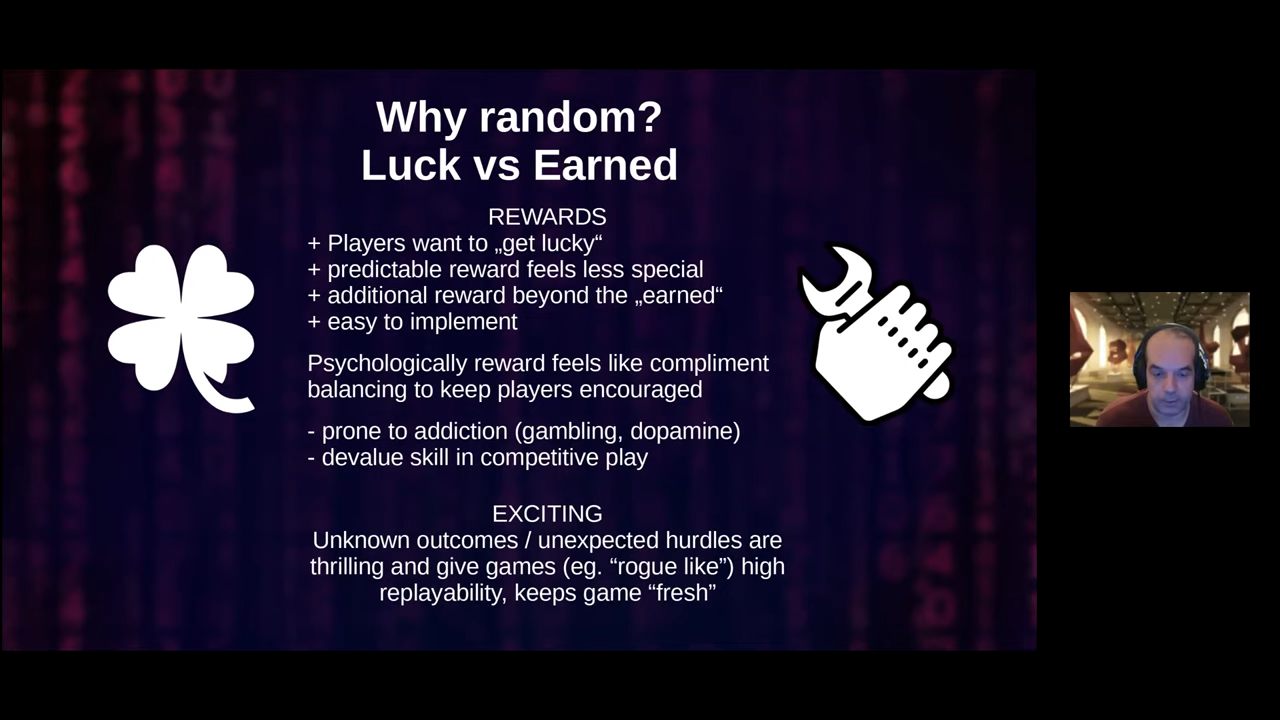 Why random?
Luck vs Earned
REWARDS
+ Players want to „get lucky“
+ predictable reward feels less special
+ additional reward beyond the „earned“
+ easy to implement
Psychologically reward feels like compliment
balancing to keep players encouraged
- prone to addiction (gambling, dopamine)
- devalue skill in competitive play
EXCITING
Unknown outcomes / unexpected hurdles are
thrilling and give games (eg. “rogue like”) high
replayability, keeps game “fresh”